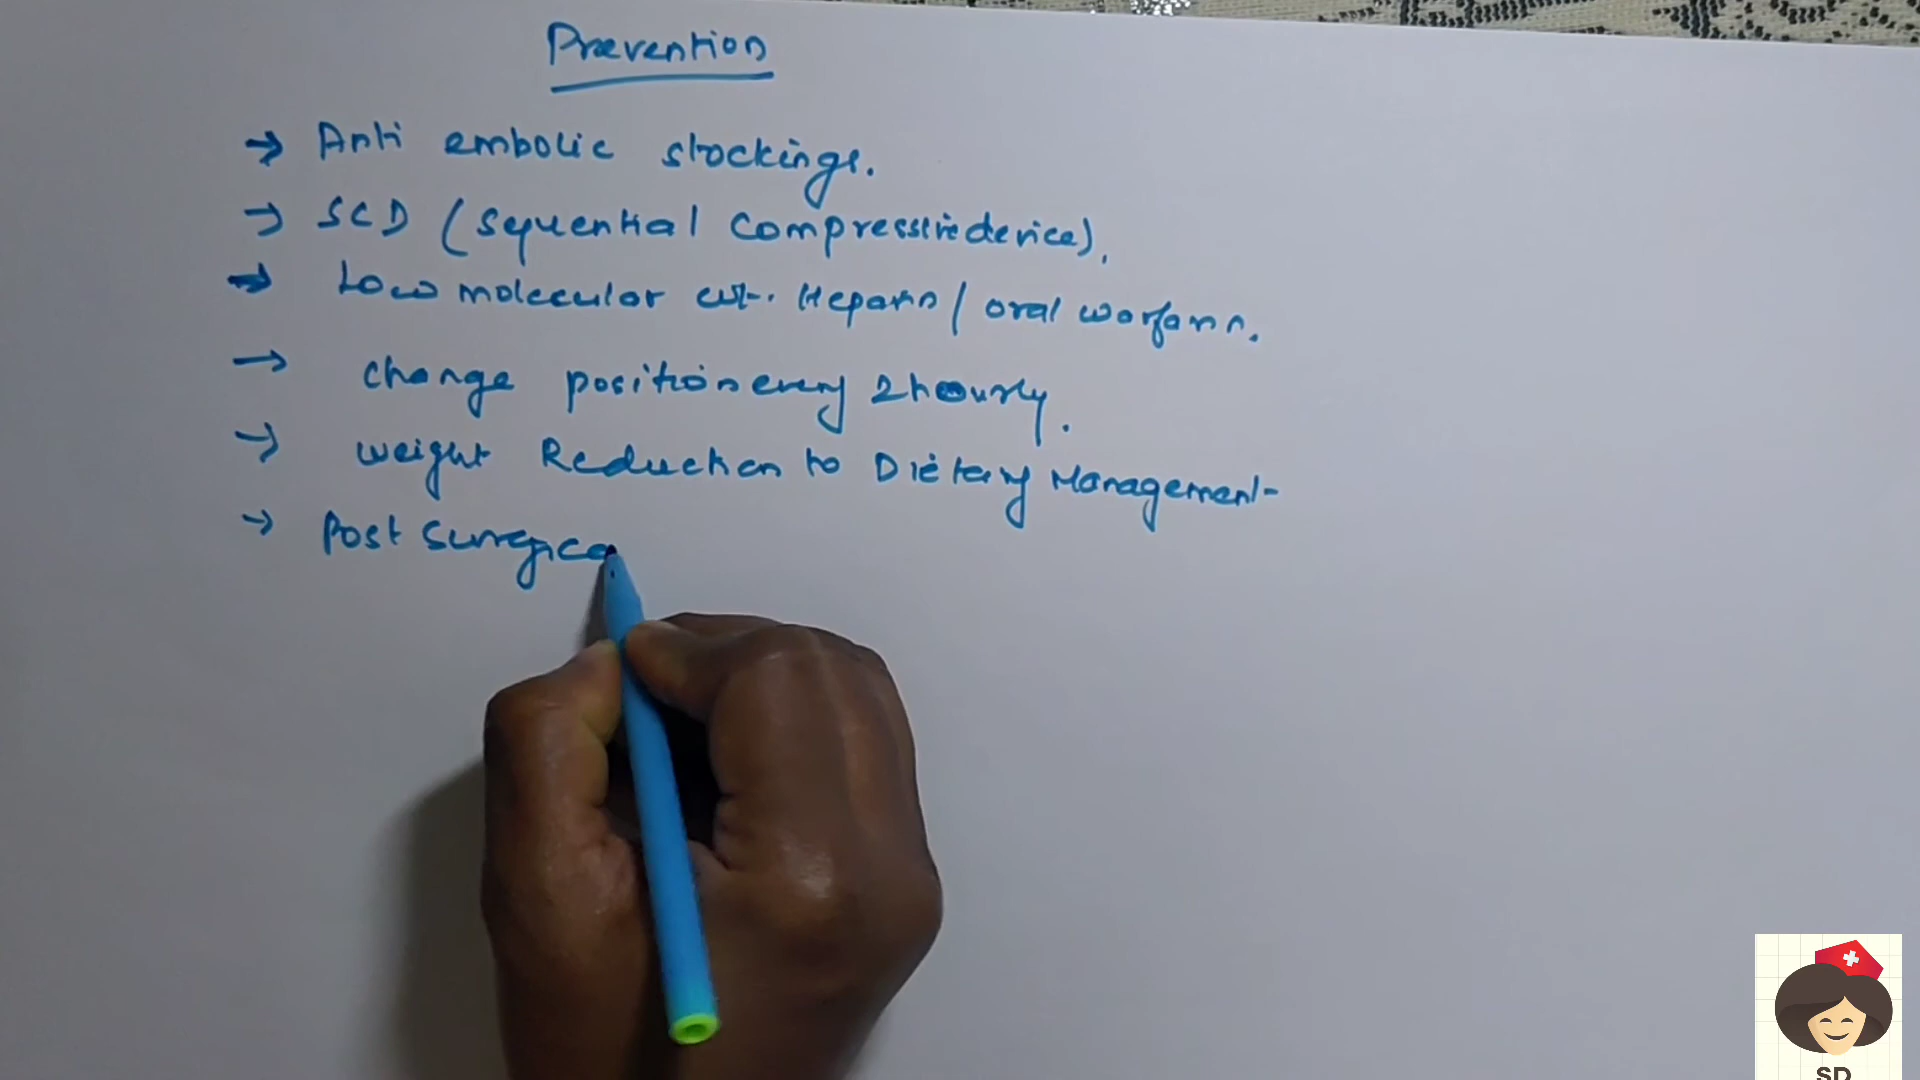 Prevention
→ Anti embolic stockings.
→ SCD (sequential compressive device).
→ Low molecular wt. Heparin / oral warfarin.
→ change position every 2 hourly.
→ weight Reduction to Dietary Management-
→ Post surgica
SD